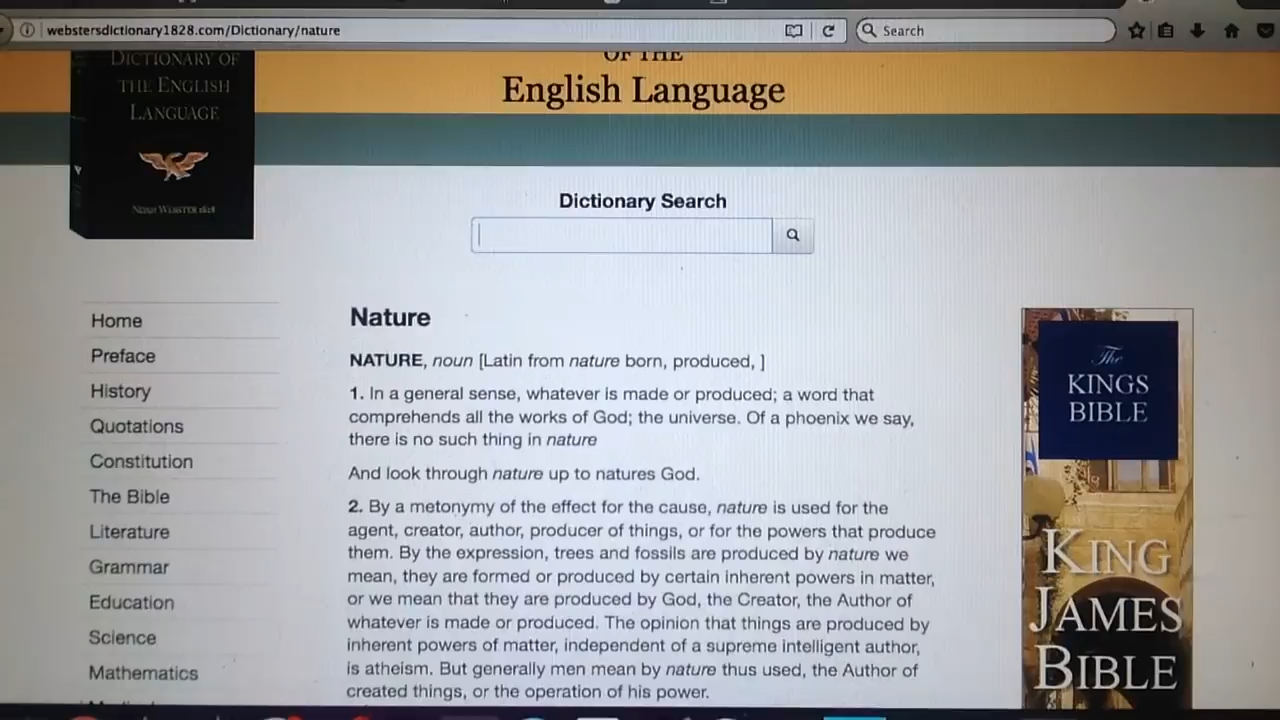 webstersdictionary1828.com/Dictionary/nature
Search
DICTIONARY OF
THE ENGLISH
LANGUAGE
NOAH WEBSTER 1828
OF THE
English Language
Dictionary Search
Home
Preface
History
Quotations
Constitution
The Bible
Literature
Grammar
Education
Science
Mathematics
Nature
NATURE, noun [Latin from nature born, produced, ]
1. In a general sense, whatever is made or produced; a word that
comprehends all the works of God; the universe. Of a phoenix we say,
there is no such thing in nature
And look through nature up to natures God.
2. By a metonymy of the effect for the cause, nature is used for the
agent, creator, author, producer of things, or for the powers that produce
them. By the expression, trees and fossils are produced by nature we
mean, they are formed or produced by certain inherent powers in matter,
or we mean that they are produced by God, the Creator, the Author of
whatever is made or produced. The opinion that things are produced by
inherent powers of matter, independent of a supreme intelligent author,
is atheism. But generally men mean by nature thus used, the Author of
created things, or the operation of his power.
The
KINGS
BIBLE
KING
JAMES
BIBLE